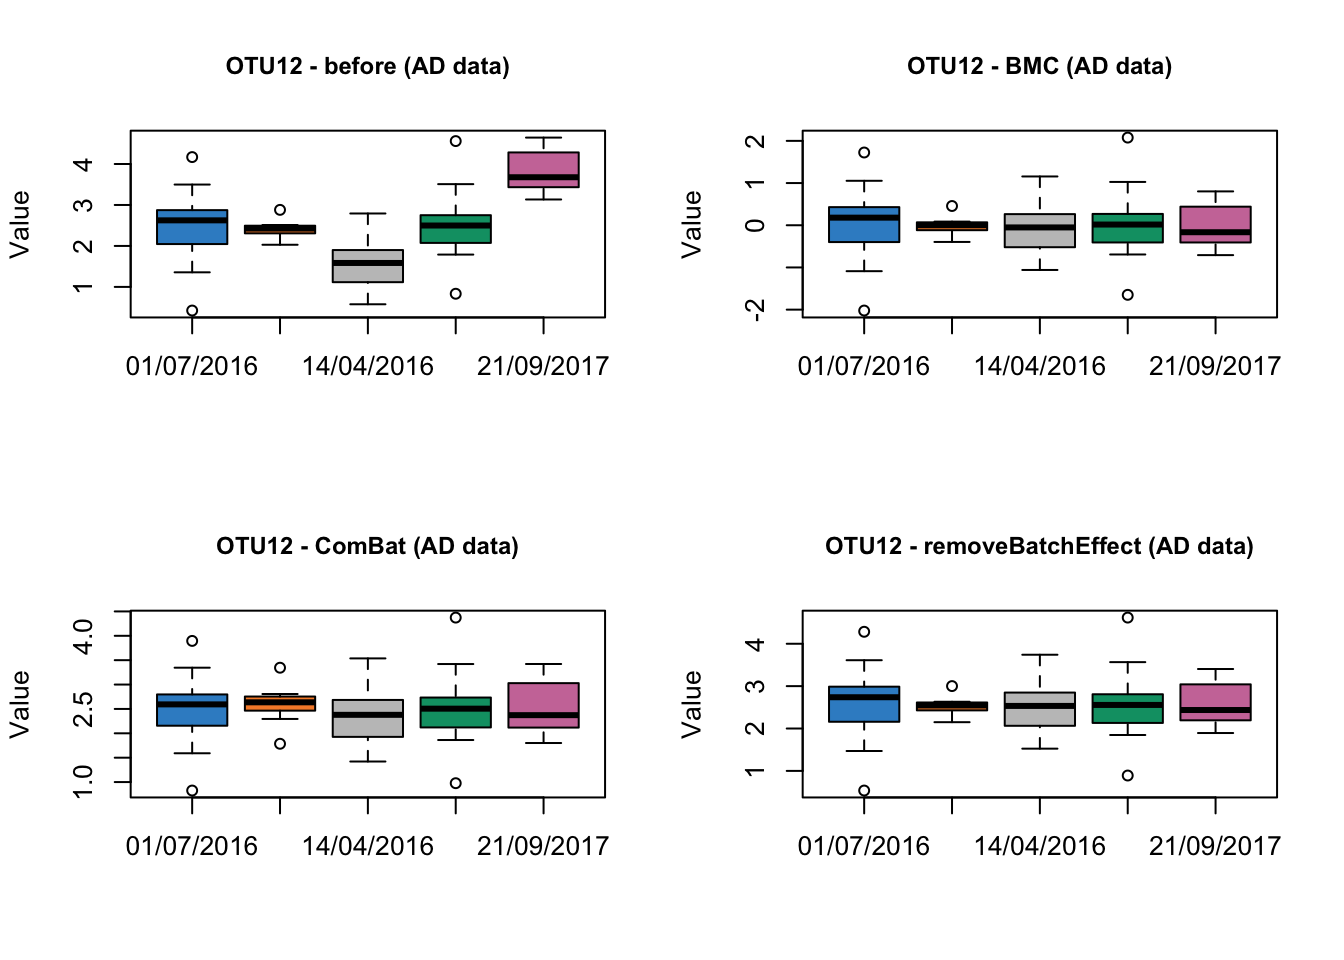 OTU12 - before (AD data)
Value
4
3
2
1
01/07/2016 14/04/2016 21/09/2017
OTU12 - BMC (AD data)
Value
2
1
0
-2
01/07/2016 14/04/2016 21/09/2017
OTU12 - ComBat (AD data)
Value
4.0
2.5
1.0
01/07/2016 14/04/2016 21/09/2017
OTU12 - removeBatchEffect (AD data)
Value
4
3
2
1
01/07/2016 14/04/2016 21/09/2017